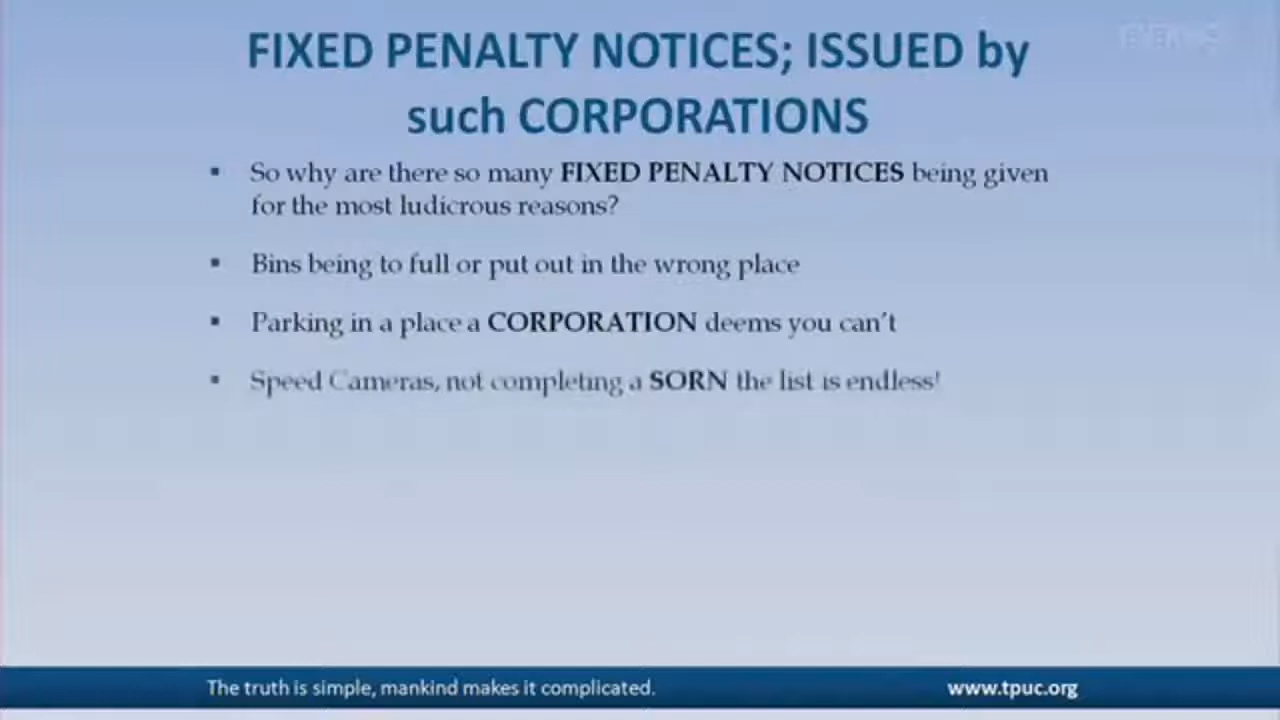 FIXED PENALTY NOTICES; ISSUED by
such CORPORATIONS
▪ So why are there so many FIXED PENALTY NOTICES being given
for the most ludicrous reasons?
▪ Bins being to full or put out in the wrong place
▪ Parking in a place a CORPORATION deems you can't
▪ Speed Cameras, not completing a SORN the list is endless!
The truth is simple, mankind makes it complicated.
www.tpuc.org